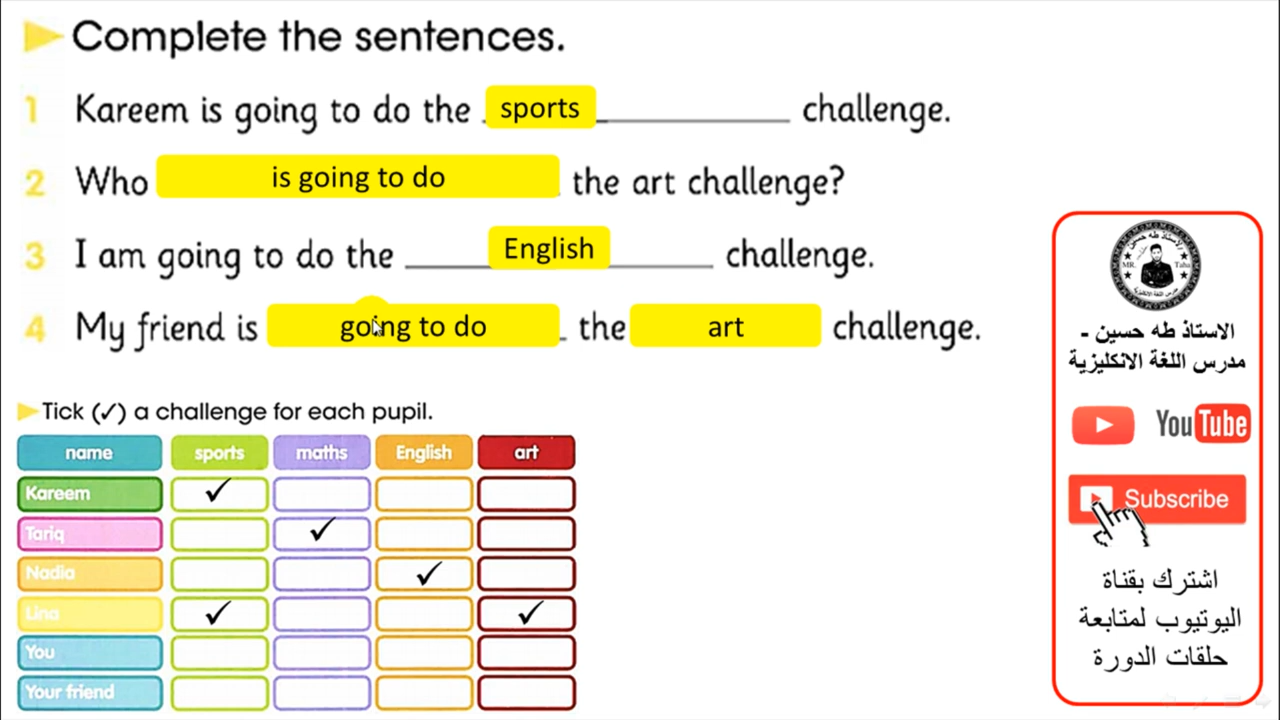 Complete the sentences.
1 Kareem is going to do the sports challenge.
2 Who is going to do the art challenge?
3 I am going to do the English challenge.
4 My friend is going to do the art challenge.
Tick (✓) a challenge for each pupil.
name sports maths English art
Kareem ✓
Tariq ✓
Nadia ✓
Lina ✓ ✓
You
Your friend
MR. Taha
الاستاذ طه حسين -
مدرس اللغة الانكليزية
YouTube
Subscribe
اشترك بقناة
اليوتيوب لمتابعة
حلقات الدورة